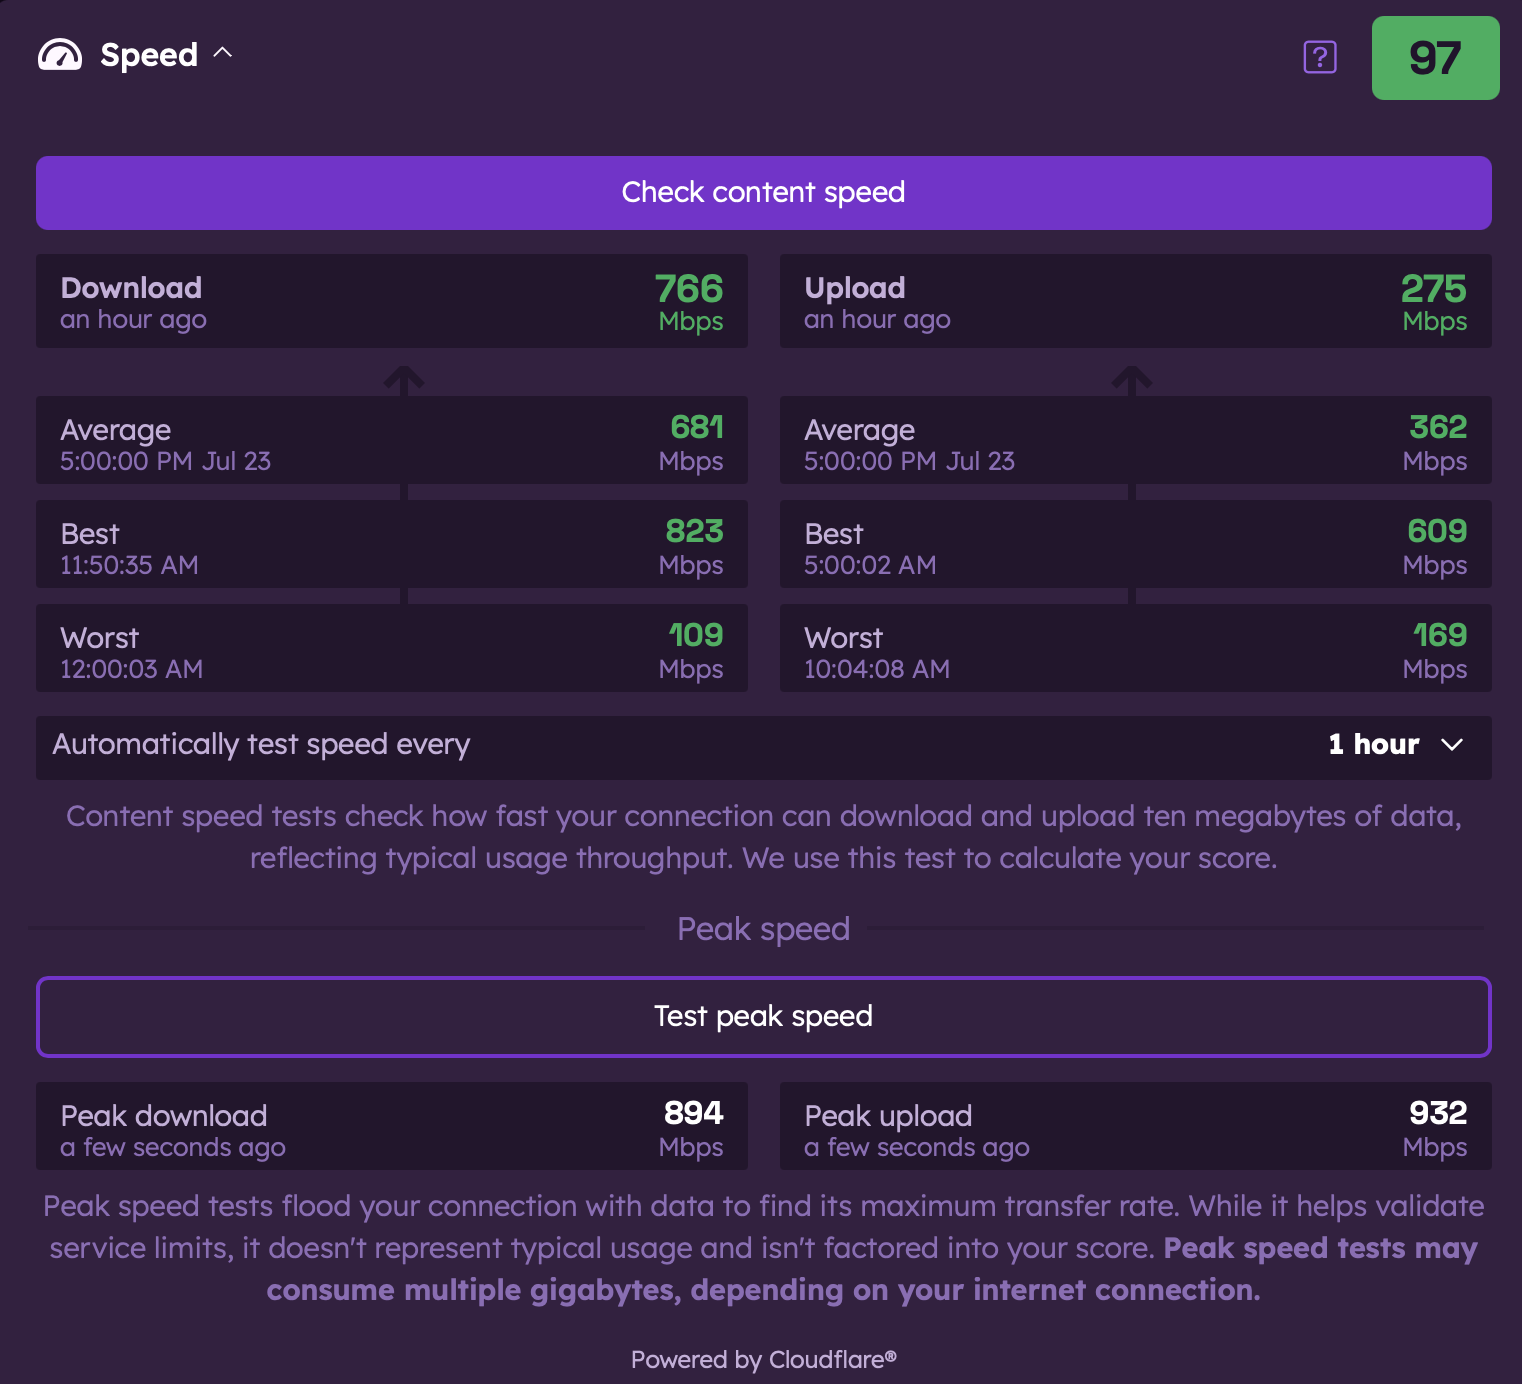 Speed
?
97
Check content speed
Download
766
an hour ago
Mbps
Upload
275
an hour ago
Mbps
Average
681
5:00:00 PM Jul 23
Mbps
Average
362
5:00:00 PM Jul 23
Mbps
Best
823
11:50:35 AM
Mbps
Best
609
5:00:02 AM
Mbps
Worst
109
12:00:03 AM
Mbps
Worst
169
10:04:08 AM
Mbps
Automatically test speed every
1 hour
Content speed tests check how fast your connection can download and upload ten megabytes of data,
reflecting typical usage throughput. We use this test to calculate your score.
Peak speed
Test peak speed
Peak download
894
a few seconds ago
Mbps
Peak upload
932
a few seconds ago
Mbps
Peak speed tests flood your connection with data to find its maximum transfer rate. While it helps validate
service limits, it doesn't represent typical usage and isn't factored into your score. Peak speed tests may
consume multiple gigabytes, depending on your internet connection.
Powered by Cloudflare®